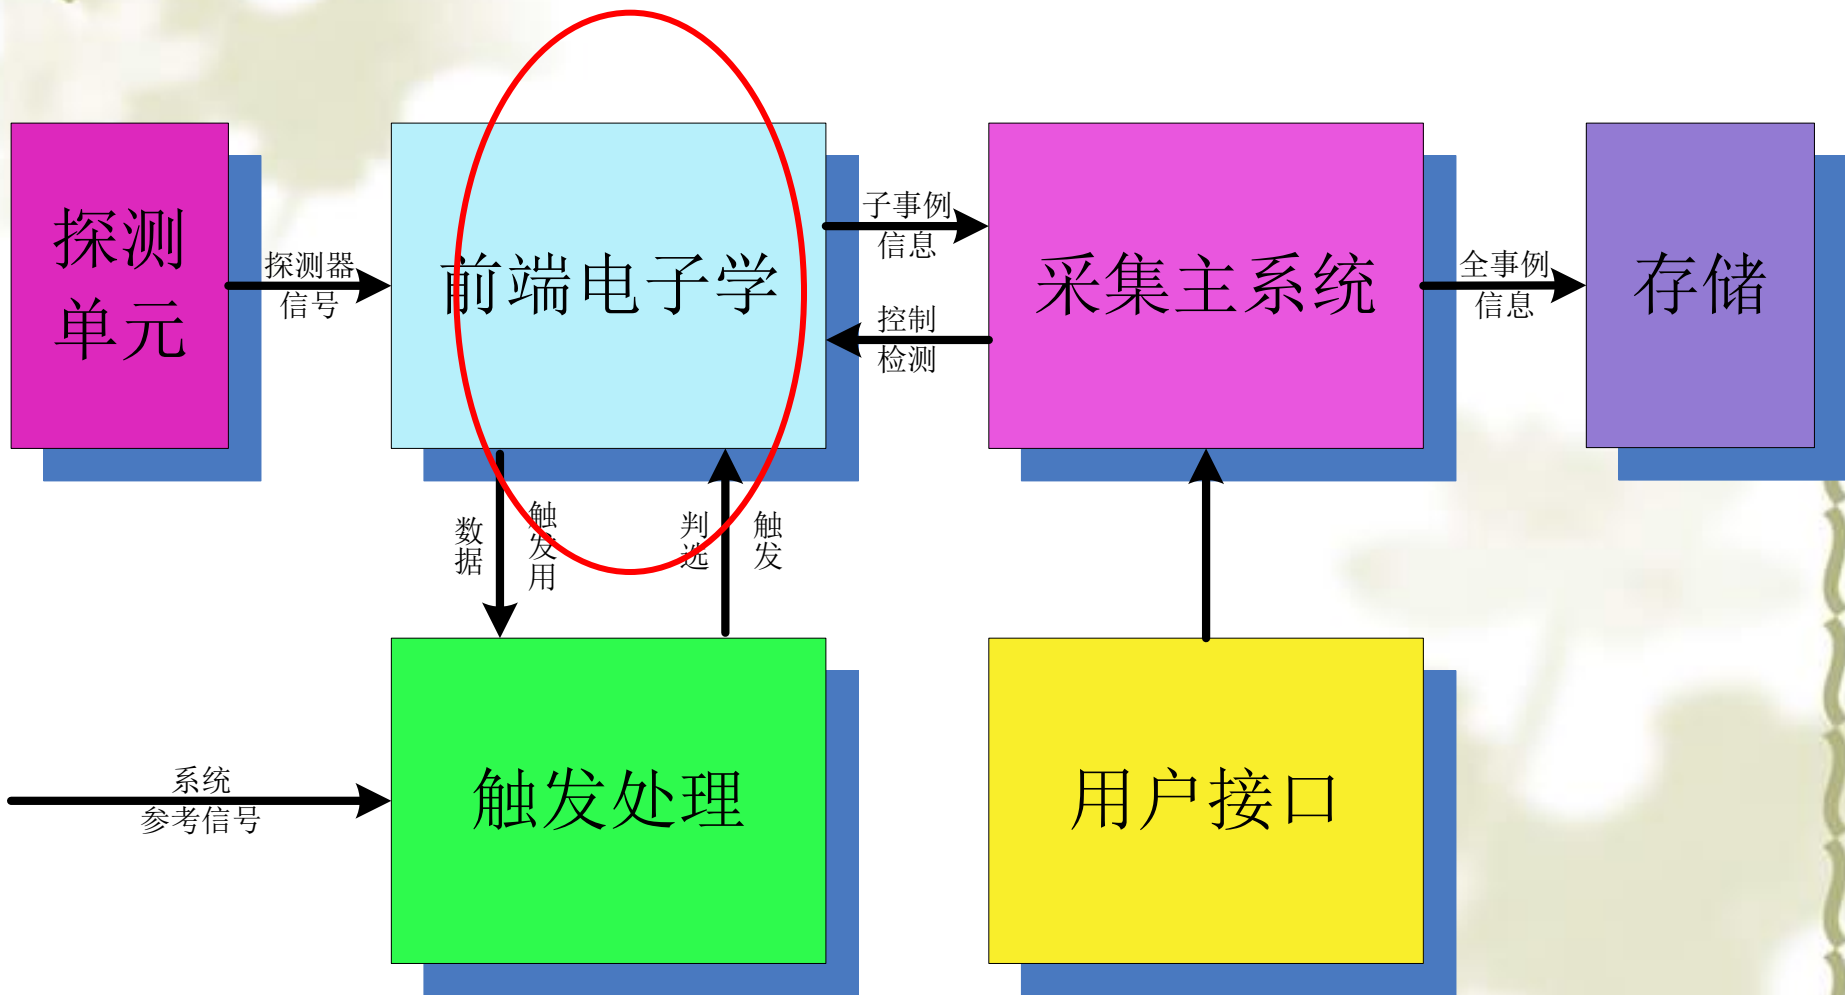 探测
单元
探测器
信号
前端电子学
子事例
信息
控制
检测
采集主系统
全事例
信息
存储
数据
触发用
判选
触发
系统
参考信号
触发处理
用户接口